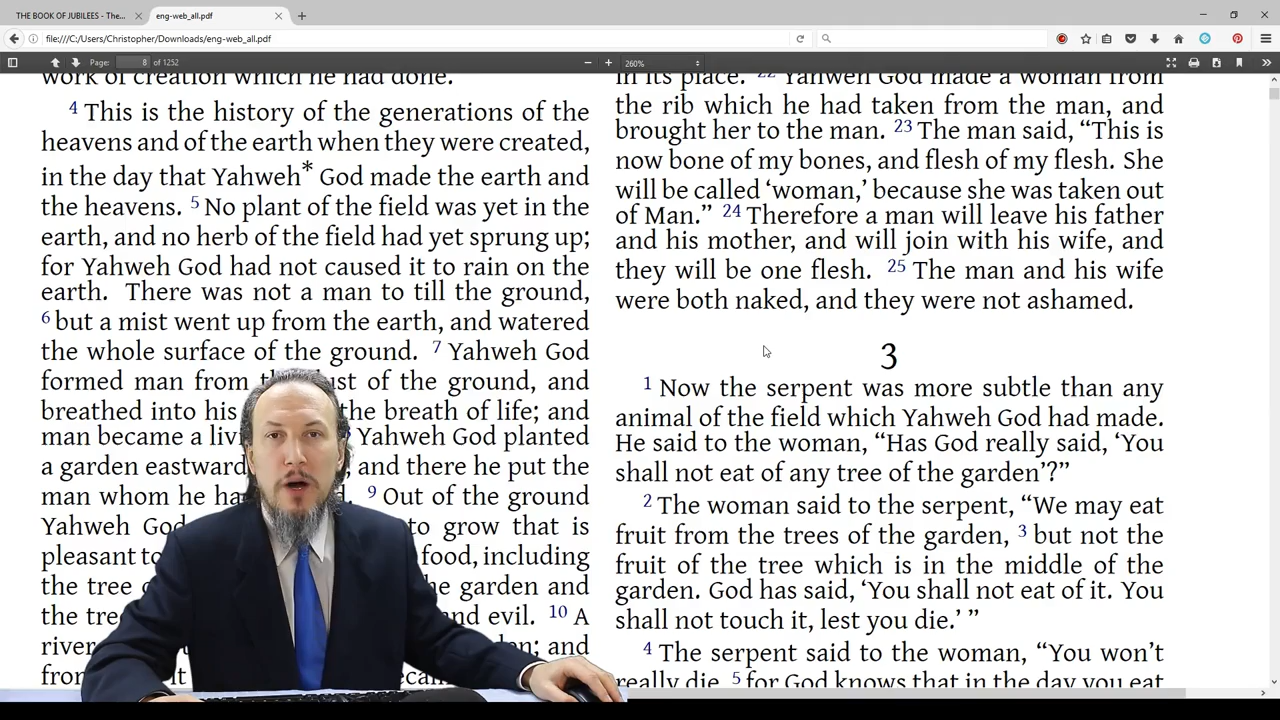 THE BOOK OF JUBILEES - The...
eng-web_all.pdf
file:///C:/Users/Christopher/Downloads/eng-web_all.pdf
Page: 8 of 1252
260%
work of creation which he had done.
4 This is the history of the generations of the
heavens and of the earth when they were created,
in the day that Yahweh* God made the earth and
the heavens. 5 No plant of the field was yet in the
earth, and no herb of the field had yet sprung up;
for Yahweh God had not caused it to rain on the
earth. There was not a man to till the ground,
6 but a mist went up from the earth, and watered
the whole surface of the ground. 7 Yahweh God
formed man from of the ground, and
breathed into his the breath of life; and
man became a Yahweh God planted
a garden eastward and there he put the
man whom he 9 Out of the ground
Yahweh God to grow that is
pleasant food, including
the tree garden and
the and evil. 10 A
and
in its place. 22 Yahweh God made a woman from
the rib which he had taken from the man, and
brought her to the man. 23 The man said, “This is
now bone of my bones, and flesh of my flesh. She
will be called ‘woman,’ because she was taken out
of Man.” 24 Therefore a man will leave his father
and his mother, and will join with his wife, and
they will be one flesh. 25 The man and his wife
were both naked, and they were not ashamed.
3
1 Now the serpent was more subtle than any
animal of the field which Yahweh God had made.
He said to the woman, “Has God really said, ‘You
shall not eat of any tree of the garden’?”
2 The woman said to the serpent, “We may eat
fruit from the trees of the garden, 3 but not the
fruit of the tree which is in the middle of the
garden. God has said, ‘You shall not eat of it. You
shall not touch it, lest you die.’ ”
4 The serpent said to the woman, “You won’t
really die, 5 for God knows that in the day you eat